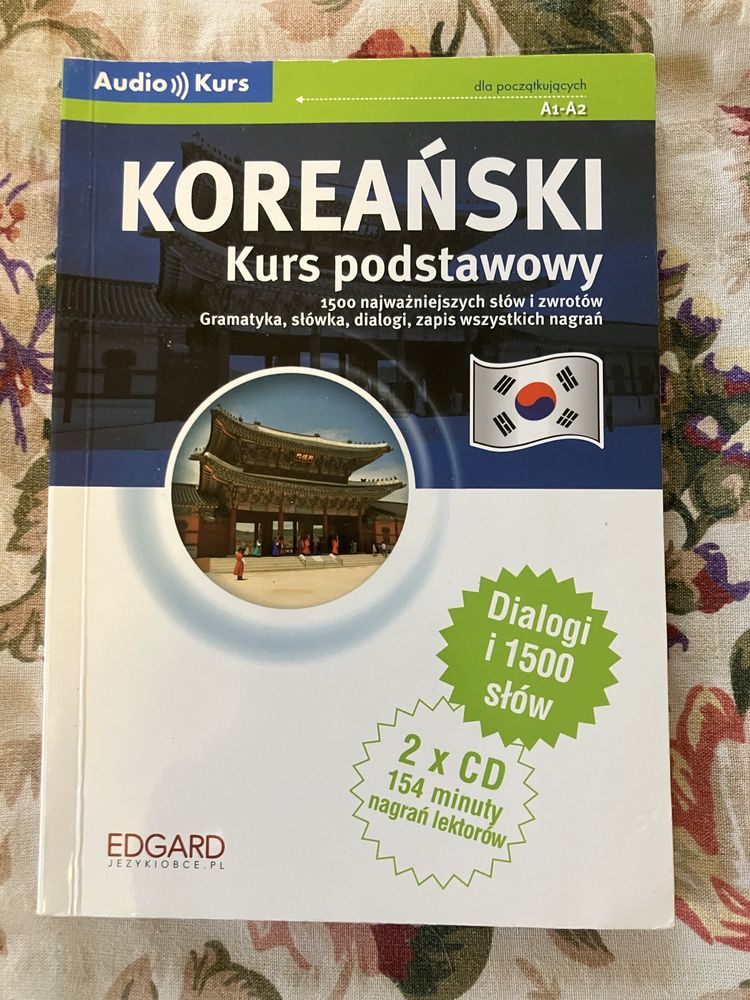 Audio Kurs
dla początkujących
A1-A2
KOREAŃSKI
Kurs podstawowy
1500 najważniejszych słów i zwrotów
Gramatyka, słówka, dialogi, zapis wszystkich nagrań
Dialogi
i 1500
słów
2 x CD
154 minuty
nagrań lektorów
EDGARD
JEZYKIOBCE.PL